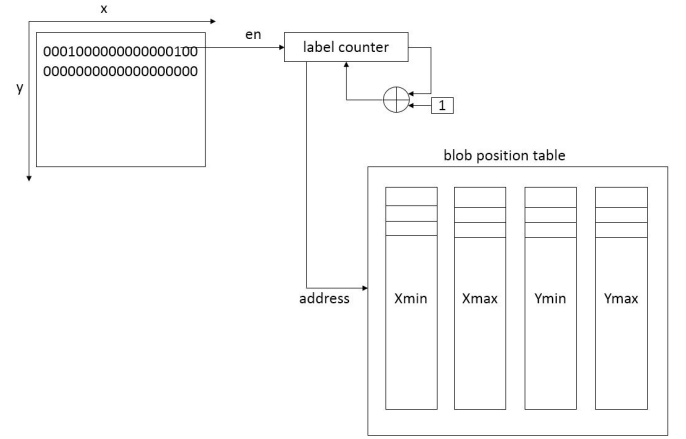 x
en
label counter
0001000000000000100
0000000000000000000
y
1
blob position table
address
Xmin
Xmax
Ymin
Ymax